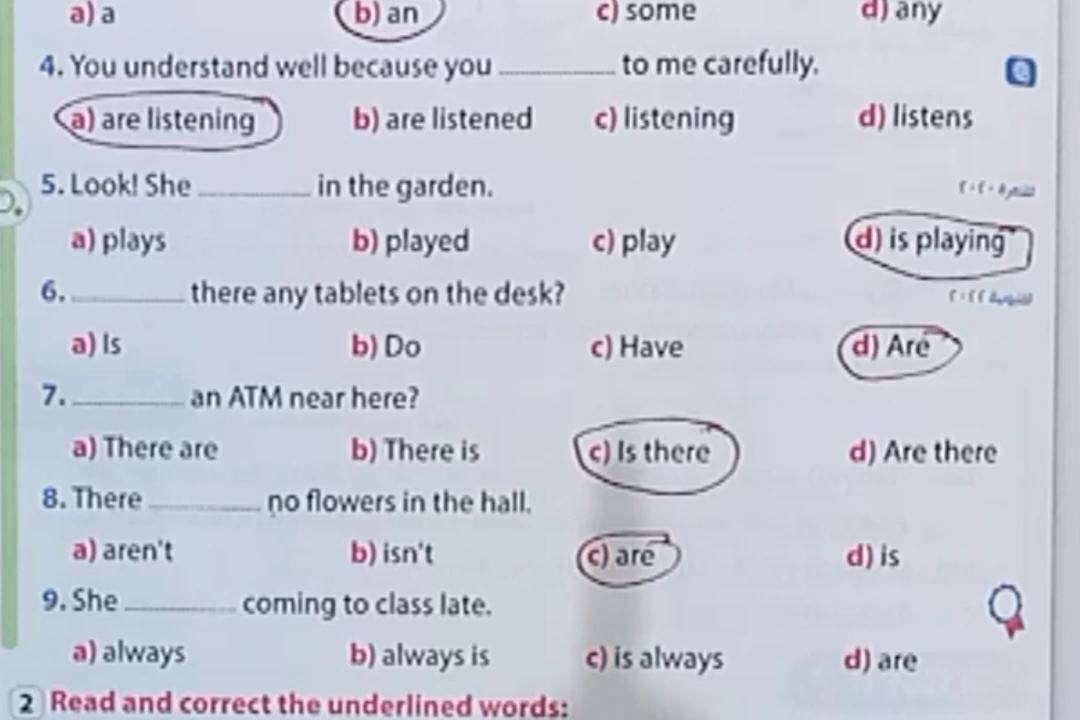 a) a b) an c) some d) any
4. You understand well because you ________ to me carefully.
a) are listening b) are listened c) listening d) listens
5. Look! She ________ in the garden.
a) plays b) played c) play d) is playing
6. ________ there any tablets on the desk?
a) Is b) Do c) Have d) Are
7. ________ an ATM near here?
a) There are b) There is c) Is there d) Are there
8. There ________ no flowers in the hall.
a) aren't b) isn't c) are d) is
9. She ________ coming to class late.
a) always b) always is c) is always d) are
2 Read and correct the underlined words: